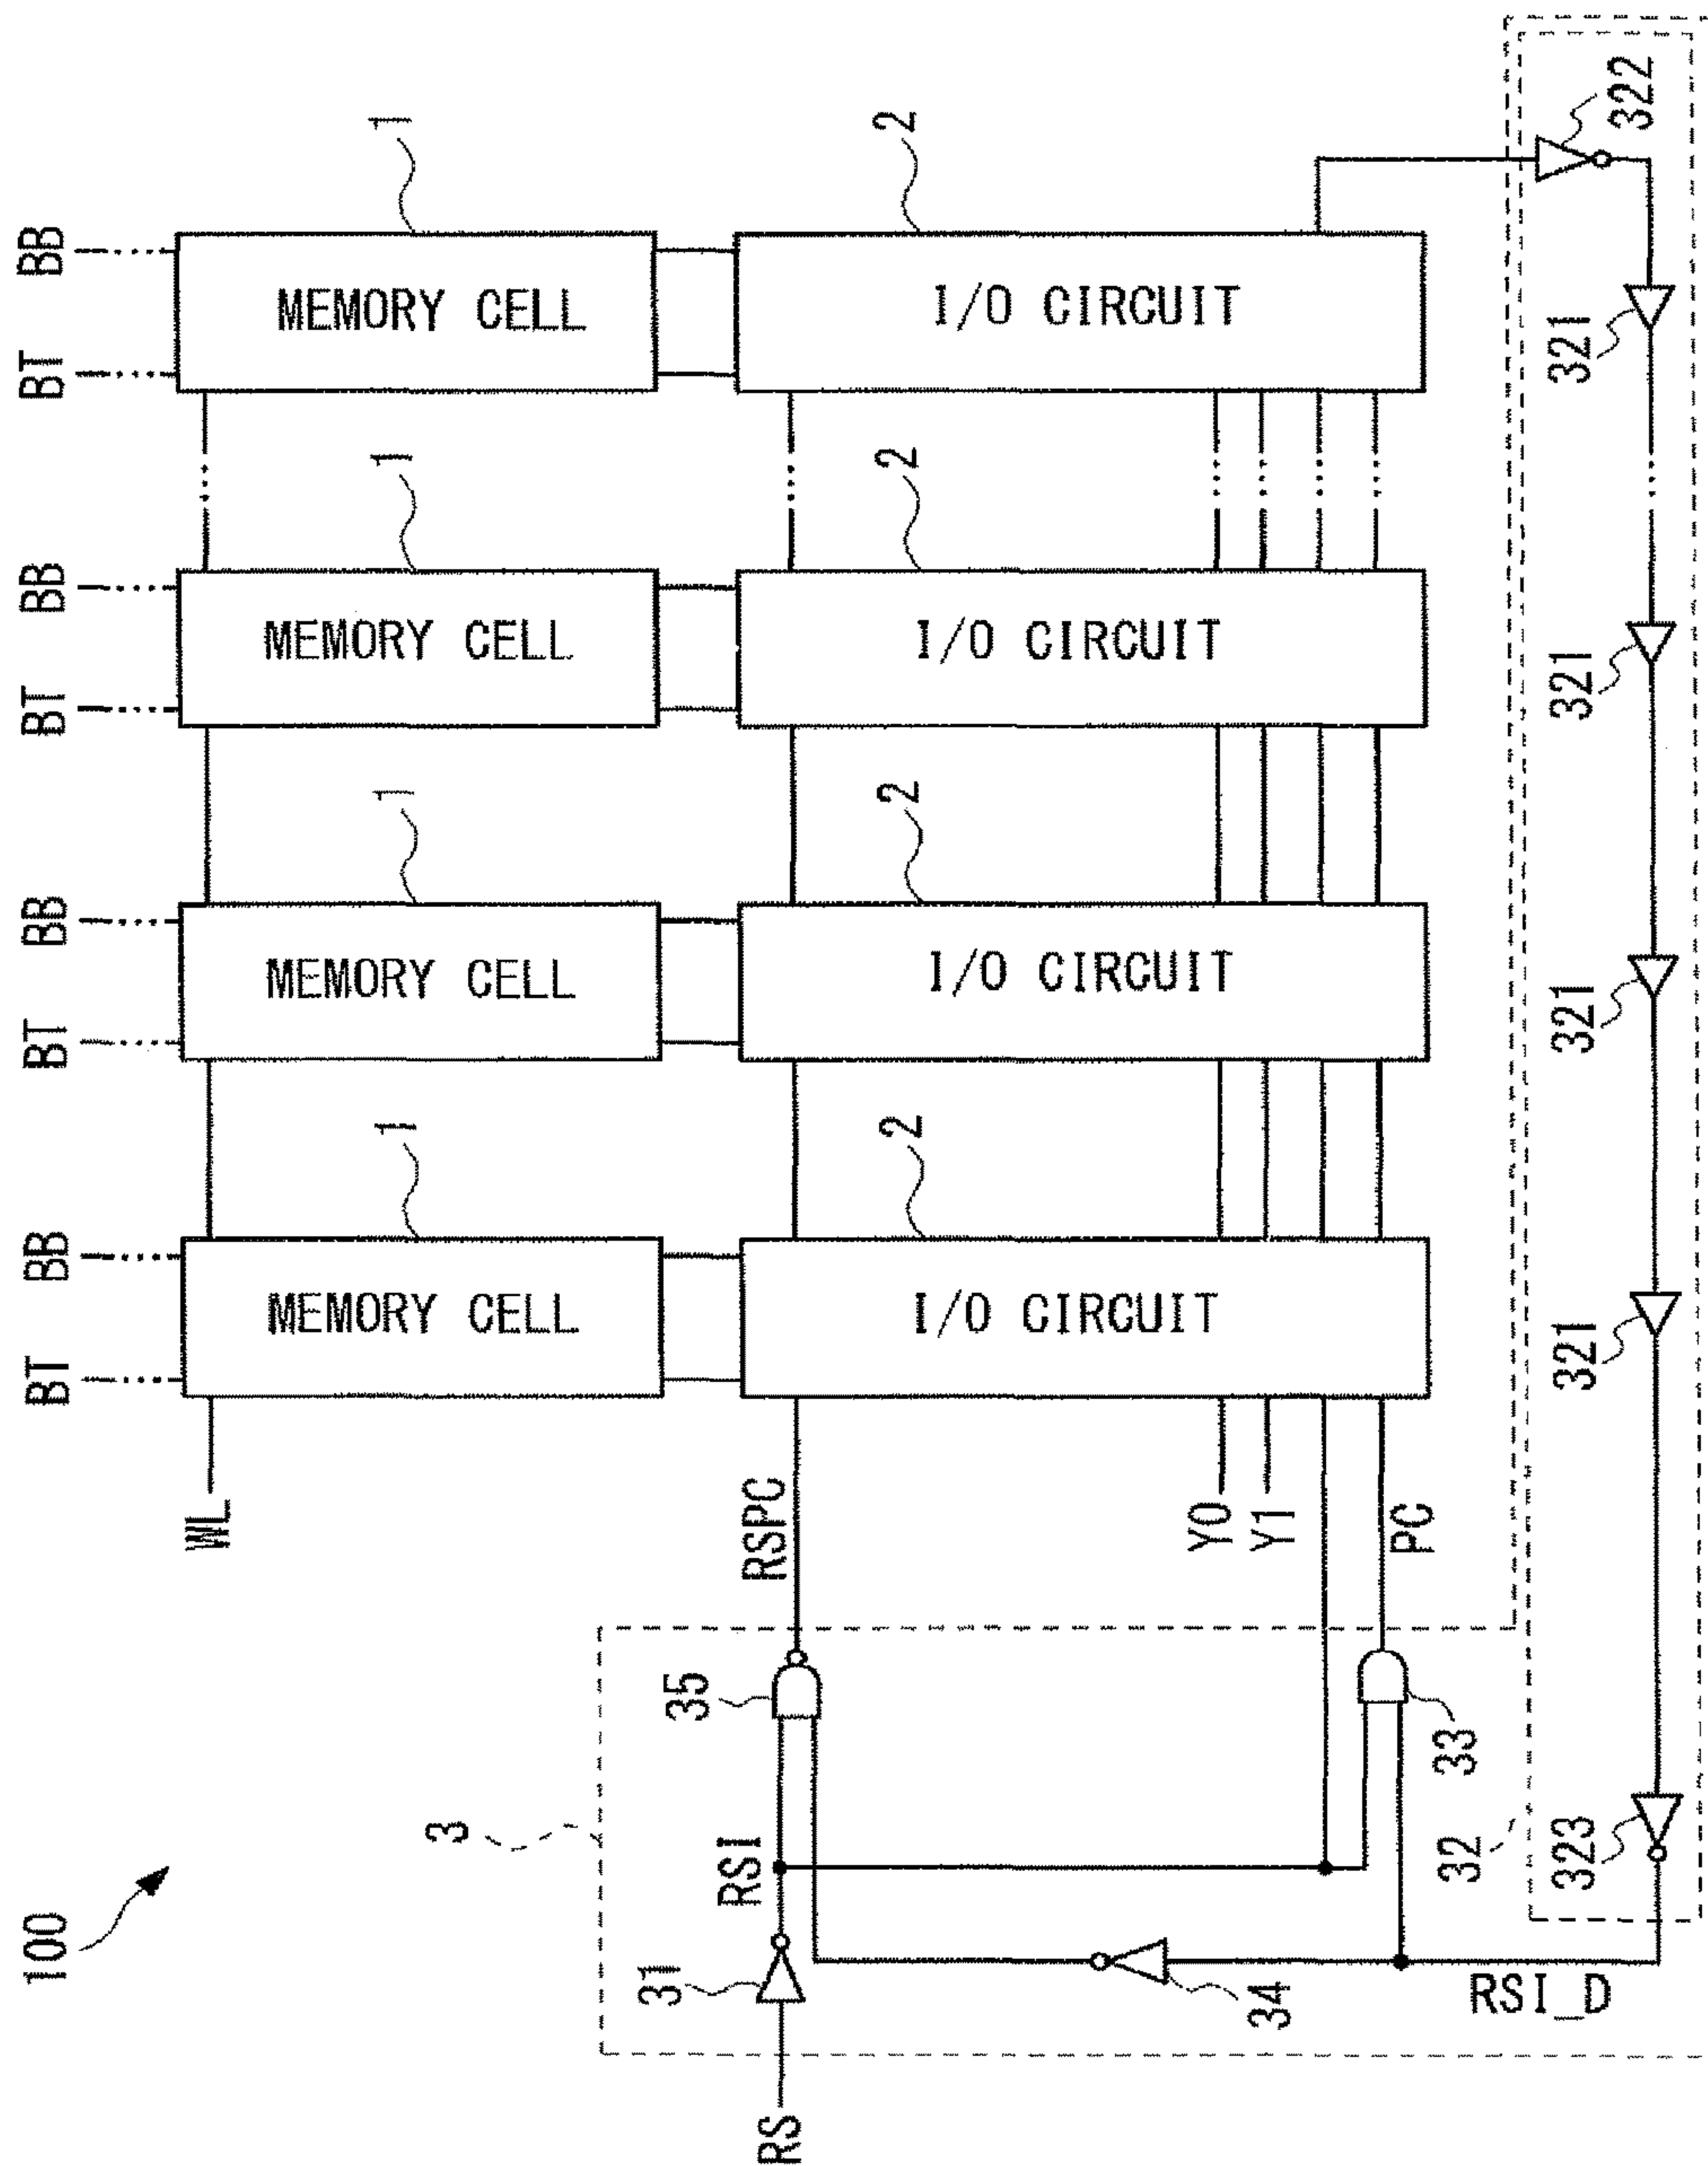 100
BT
BB
BT
BB
BT
BB
BT
BB
1
1
1
1
WL
MEMORY CELL
MEMORY CELL
MEMORY CELL
MEMORY CELL
3
2
2
2
2
RS
31
RSI
35
RSPC
I/O CIRCUIT
I/O CIRCUIT
I/O CIRCUIT
I/O CIRCUIT
Y0
Y1
34
33
PC
RSI_D
32
323
321
321
321
321
322